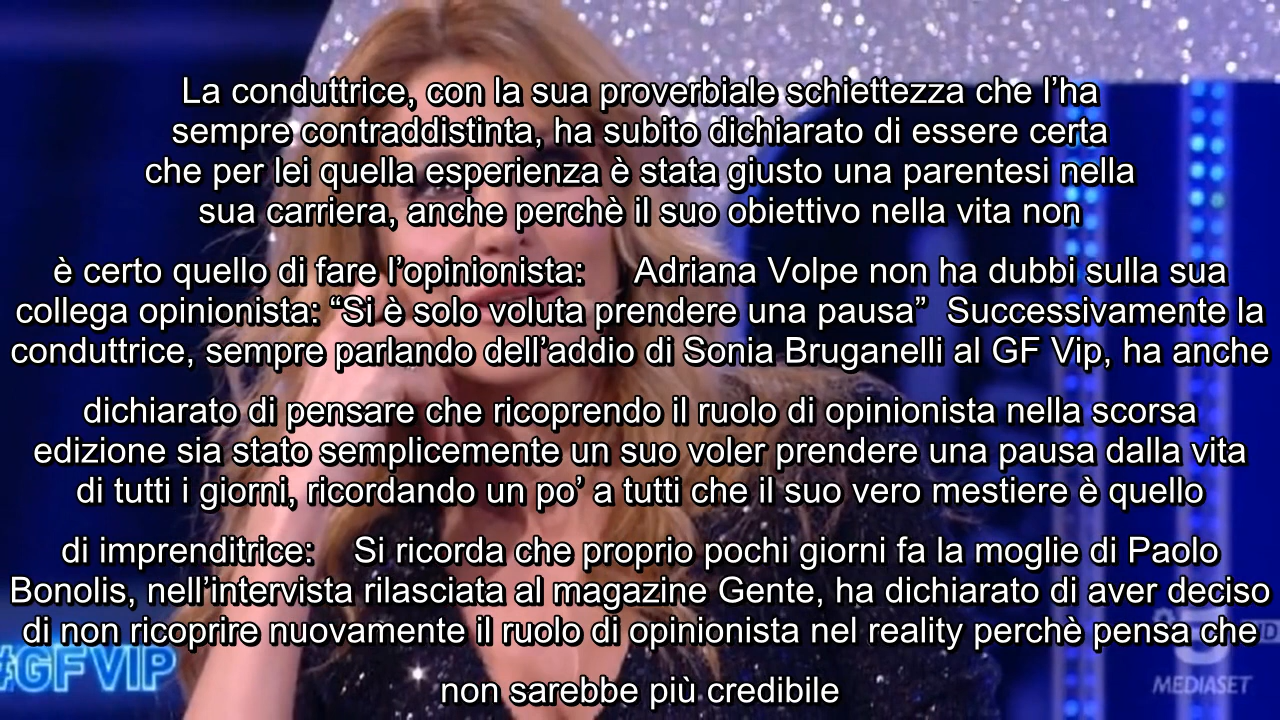 La conduttrice, con la sua proverbiale schiettezza che l’ha
sempre contraddistinta, ha subito dichiarato di essere certa
che per lei quella esperienza è stata giusto una parentesi nella
sua carriera, anche perchè il suo obiettivo nella vita non
è certo quello di fare l’opinionista: Adriana Volpe non ha dubbi sulla sua
collega opinionista: “Si è solo voluta prendere una pausa” Successivamente la
conduttrice, sempre parlando dell’addio di Sonia Bruganelli al GF Vip, ha anche
dichiarato di pensare che ricoprendo il ruolo di opinionista nella scorsa
edizione sia stato semplicemente un suo voler prendere una pausa dalla vita
di tutti i giorni, ricordando un po’ a tutti che il suo vero mestiere è quello
di imprenditrice: Si ricorda che proprio pochi giorni fa la moglie di Paolo
Bonolis, nell’intervista rilasciata al magazine Gente, ha dichiarato di aver deciso
di non ricoprire nuovamente il ruolo di opinionista nel reality perchè pensa che
non sarebbe più credibile
#GFVIP
MEDIASET